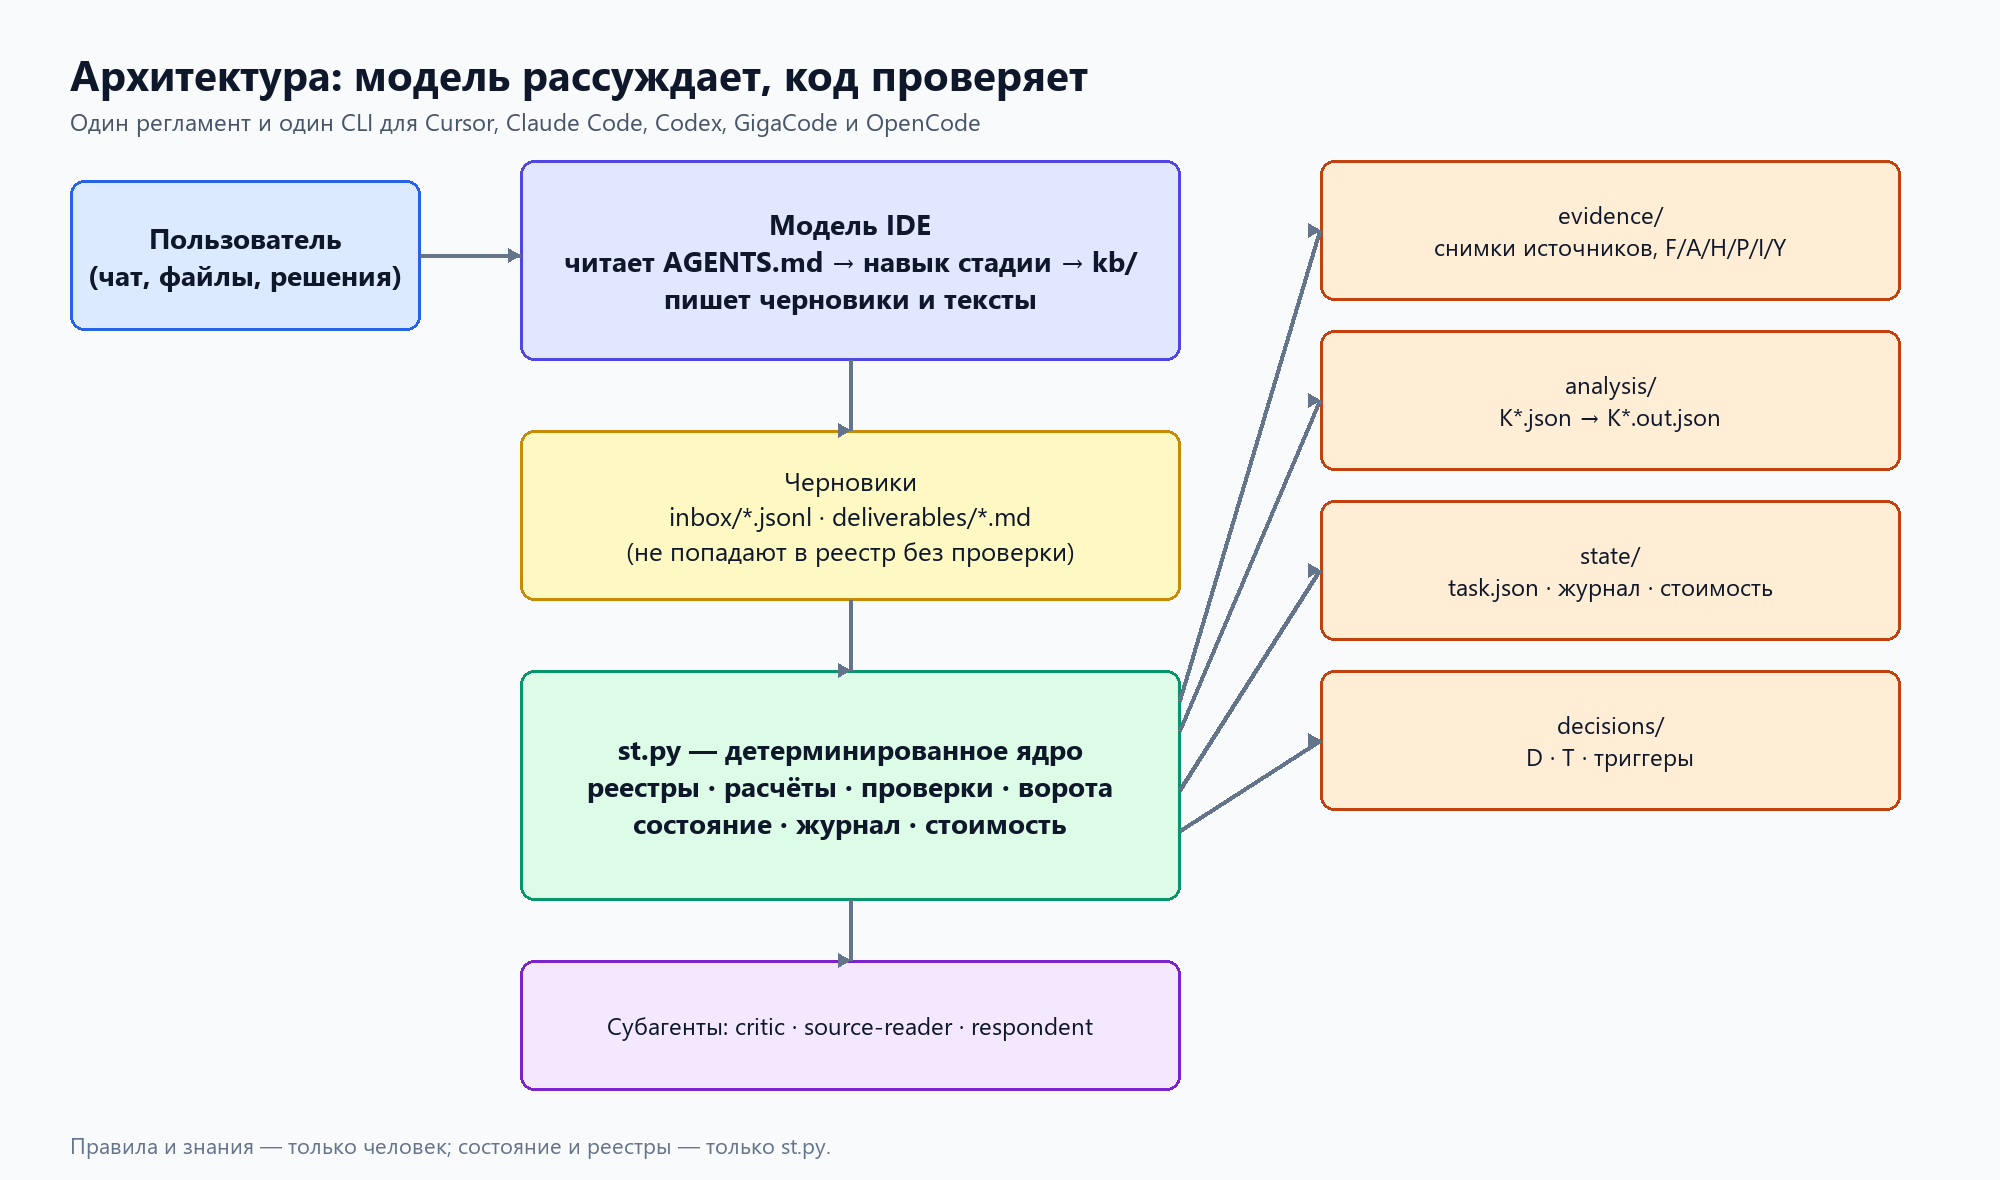 Архитектура: модель рассуждает, код проверяет
Один регламент и один CLI для Cursor, Claude Code, Codex, GigaCode и OpenCode
Пользователь
(чат, файлы, решения)
Модель IDE
читает AGENTS.md → навык стадии → kb/
пишет черновики и тексты
Черновики
inbox/*.jsonl · deliverables/*.md
(не попадают в реестр без проверки)
st.py — детерминированное ядро
реестры · расчёты · проверки · ворота
состояние · журнал · стоимость
Субагенты: critic · source-reader · respondent
evidence/
снимки источников, F/A/H/P/I/Y
analysis/
K*.json → K*.out.json
state/
task.json · журнал · стоимость
decisions/
D · T · триггеры
Правила и знания — только человек; состояние и реестры — только st.py.